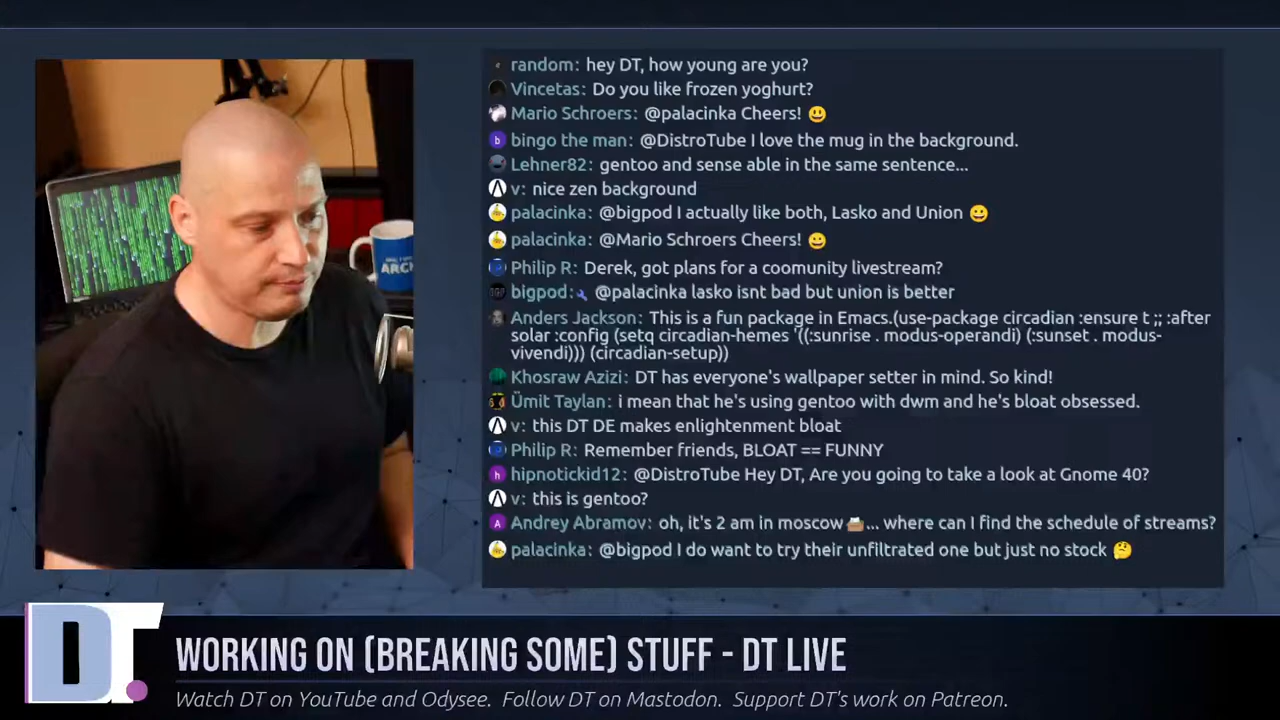 random: hey DT, how young are you?
Vincetas: Do you like frozen yoghurt?
Mario Schroers: @palacinka Cheers! 😃
b bingo the man: @DistroTube I love the mug in the background.
Lehner82: gentoo and sense able in the same sentence...
v: nice zen background
palacinka: @bigpod I actually like both, Lasko and Union 😀
palacinka: @Mario Schroers Cheers! 😀
Philip R: Derek, got plans for a coomunity livestream?
bigpod: @palacinka lasko isnt bad but union is better
Anders Jackson: This is a fun package in Emacs.(use-package circadian :ensure t ;; :after
solar :config (setq circadian-hemes '((:sunrise . modus-operandi) (:sunset . modus-
vivendi))) (circadian-setup))
Khosraw Azizi: DT has everyone's wallpaper setter in mind. So kind!
Ümit Taylan: i mean that he's using gentoo with dwm and he's bloat obsessed.
v: this DT DE makes enlightenment bloat
Philip R: Remember friends, BLOAT == FUNNY
h hipnotickid12: @DistroTube Hey DT, Are you going to take a look at Gnome 40?
v: this is gentoo?
A Andrey Abramov: oh, it's 2 am in moscow... where can I find the schedule of streams?
palacinka: @bigpod I do want to try their unfiltrated one but just no stock 🤔
ARCH
DT.
WORKING ON (BREAKING SOME) STUFF - DT LIVE
Watch DT on YouTube and Odysee. Follow DT on Mastodon. Support DT's work on Patreon.